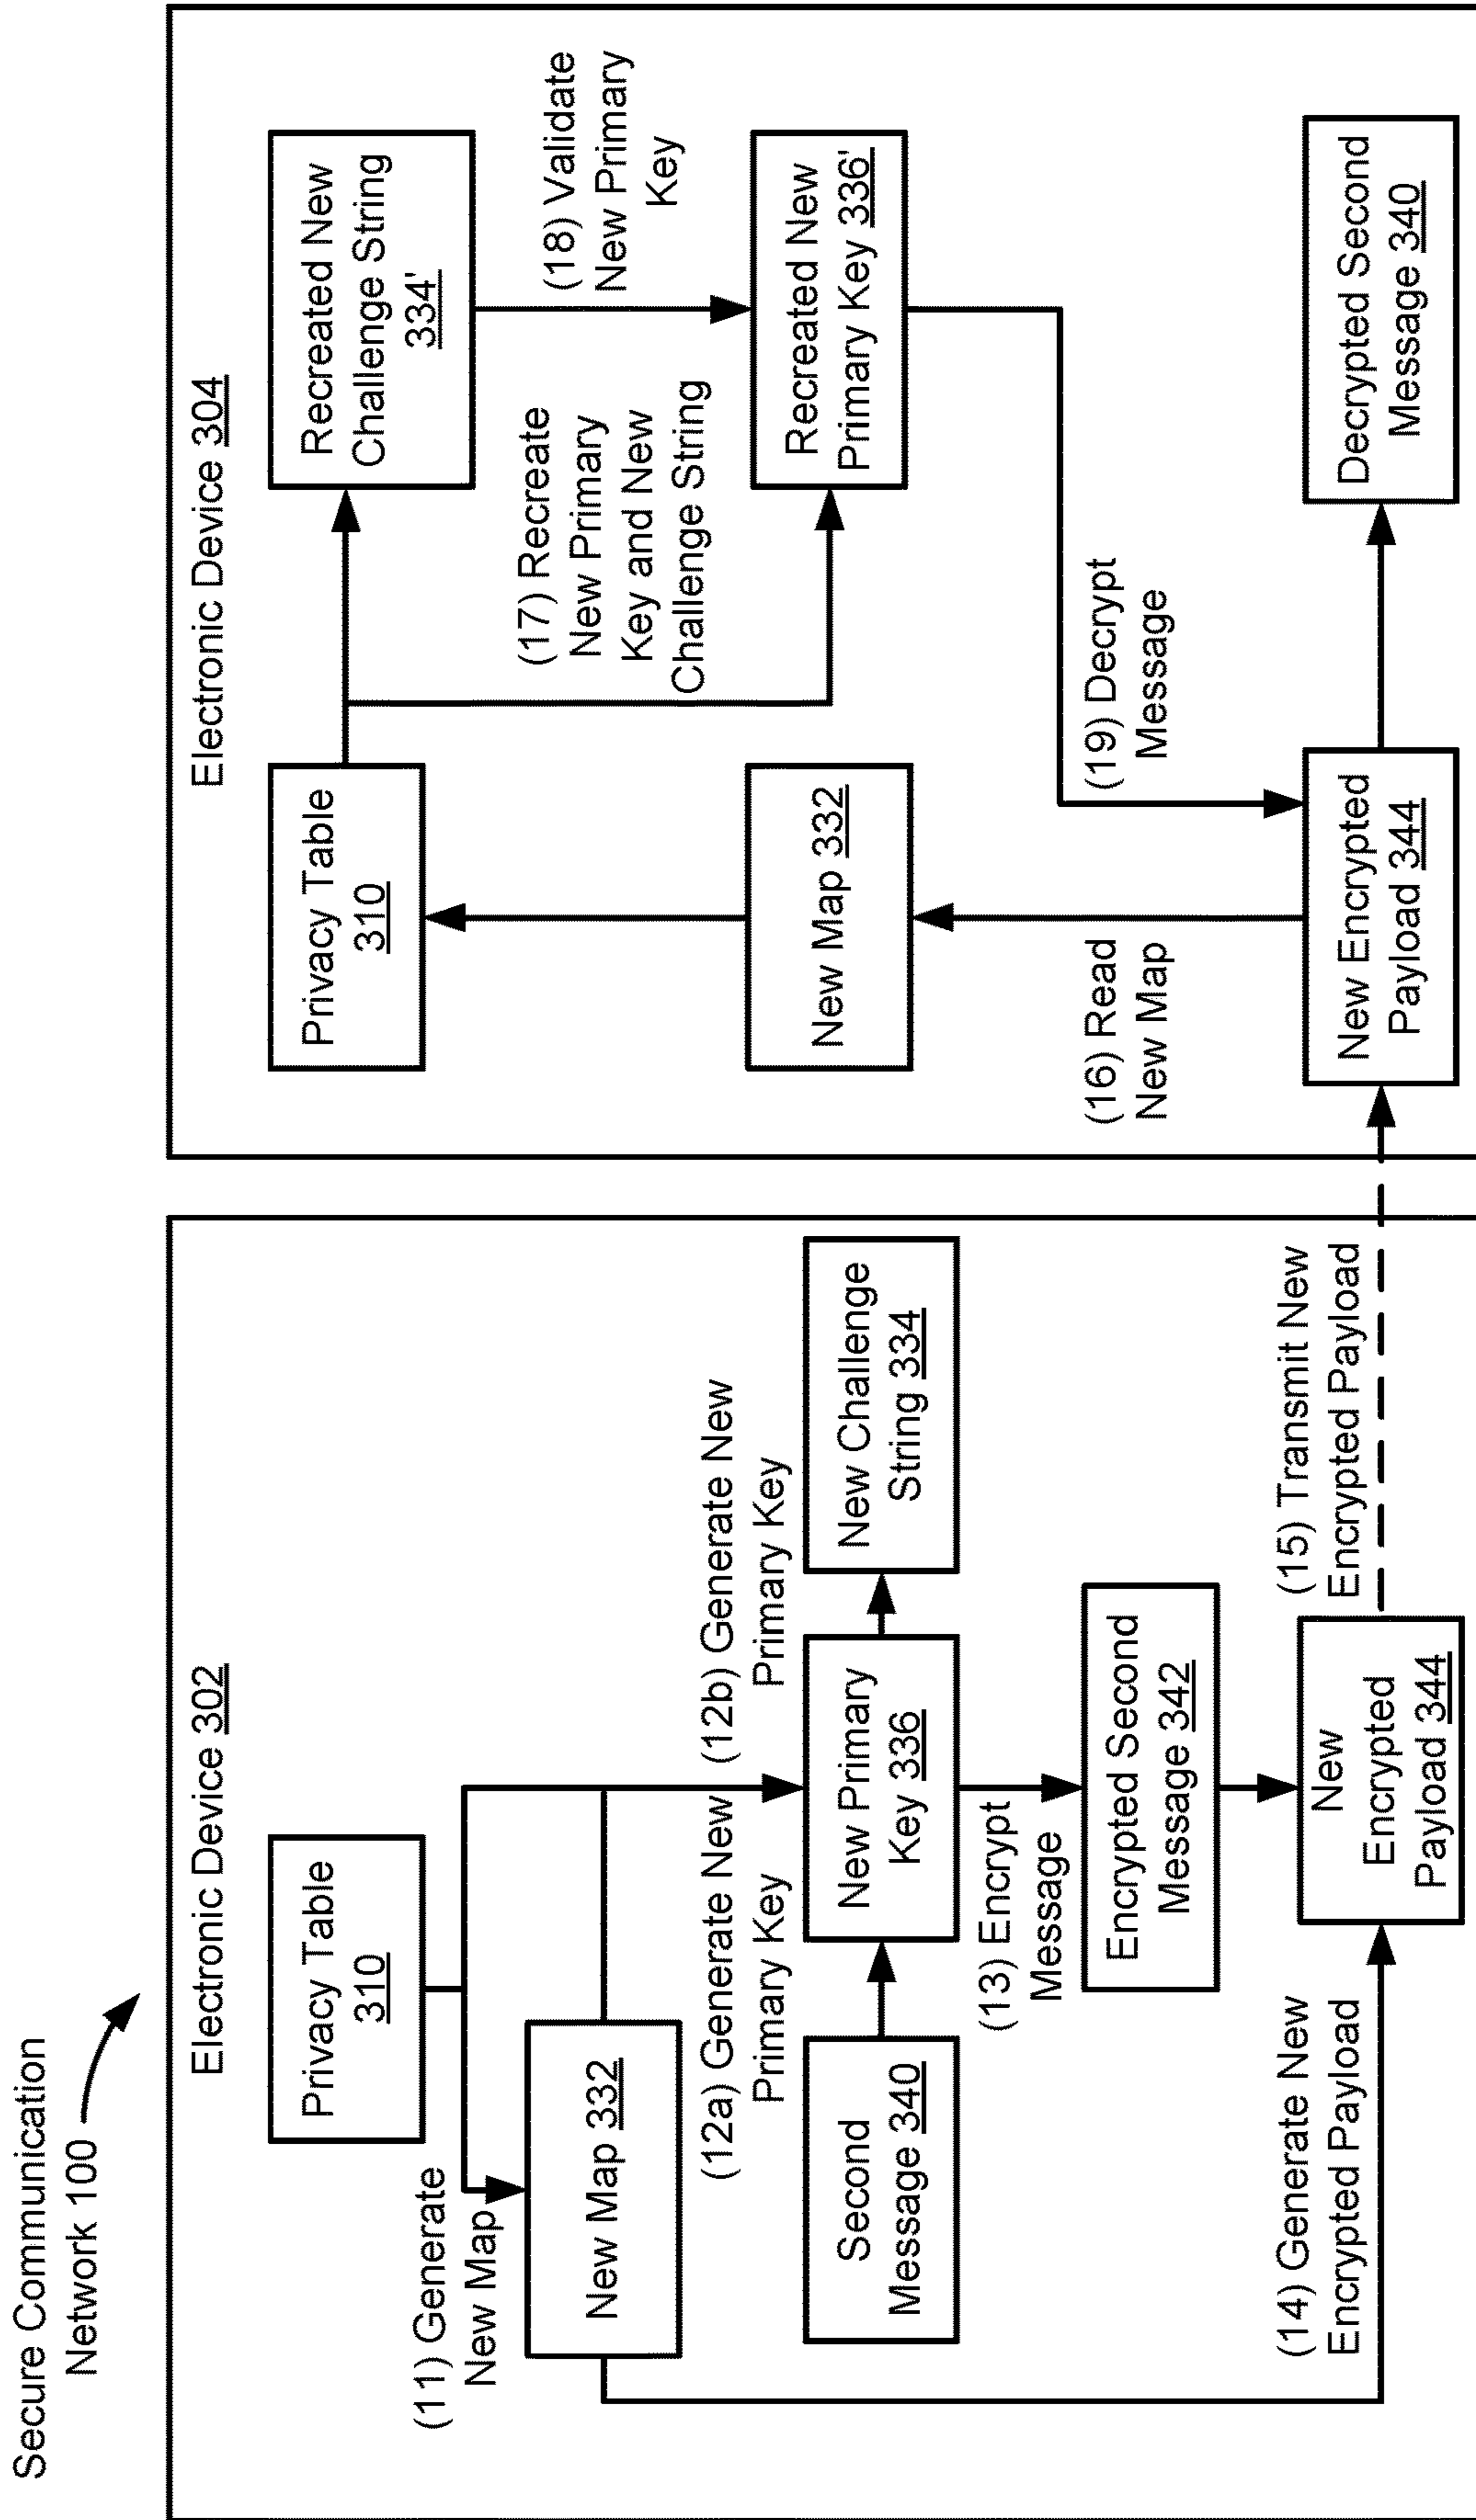 Secure Communication
Network 100
Electronic Device 302
Privacy Table
310
(11) Generate
New Map
New Map 332
(12a) Generate New
Primary Key
(12b) Generate New
Primary Key
Second
Message 340
New Primary
Key 336
New Challenge
String 334
(13) Encrypt
Message
Encrypted Second
Message 342
(14) Generate New
Encrypted Payload
New
Encrypted
Payload 344
(15) Transmit New
Encrypted Payload
Electronic Device 304
Privacy Table
310
Recreated New
Challenge String
334'
(17) Recreate
New Primary
Key and New
Challenge String
(18) Validate
New Primary
Key
New Map 332
Recreated New
Primary Key 336'
(16) Read
New Map
(19) Decrypt
Message
New Encrypted
Payload 344
Decrypted Second
Message 340